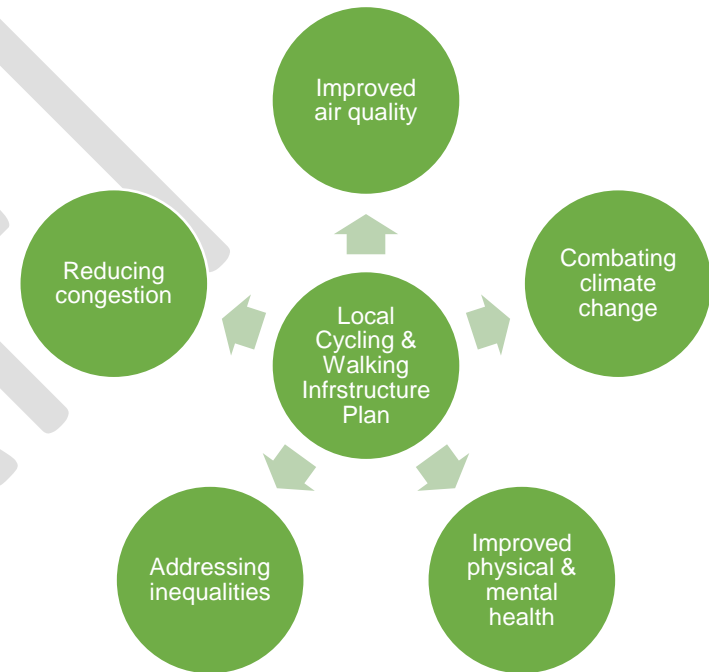 Improved
air quality
Reducing
congestion
Combating
climate
change
Local
Cycling &
Walking
Infrstructure
Plan
Addressing
inequalities
Improved
physical &
mental
health